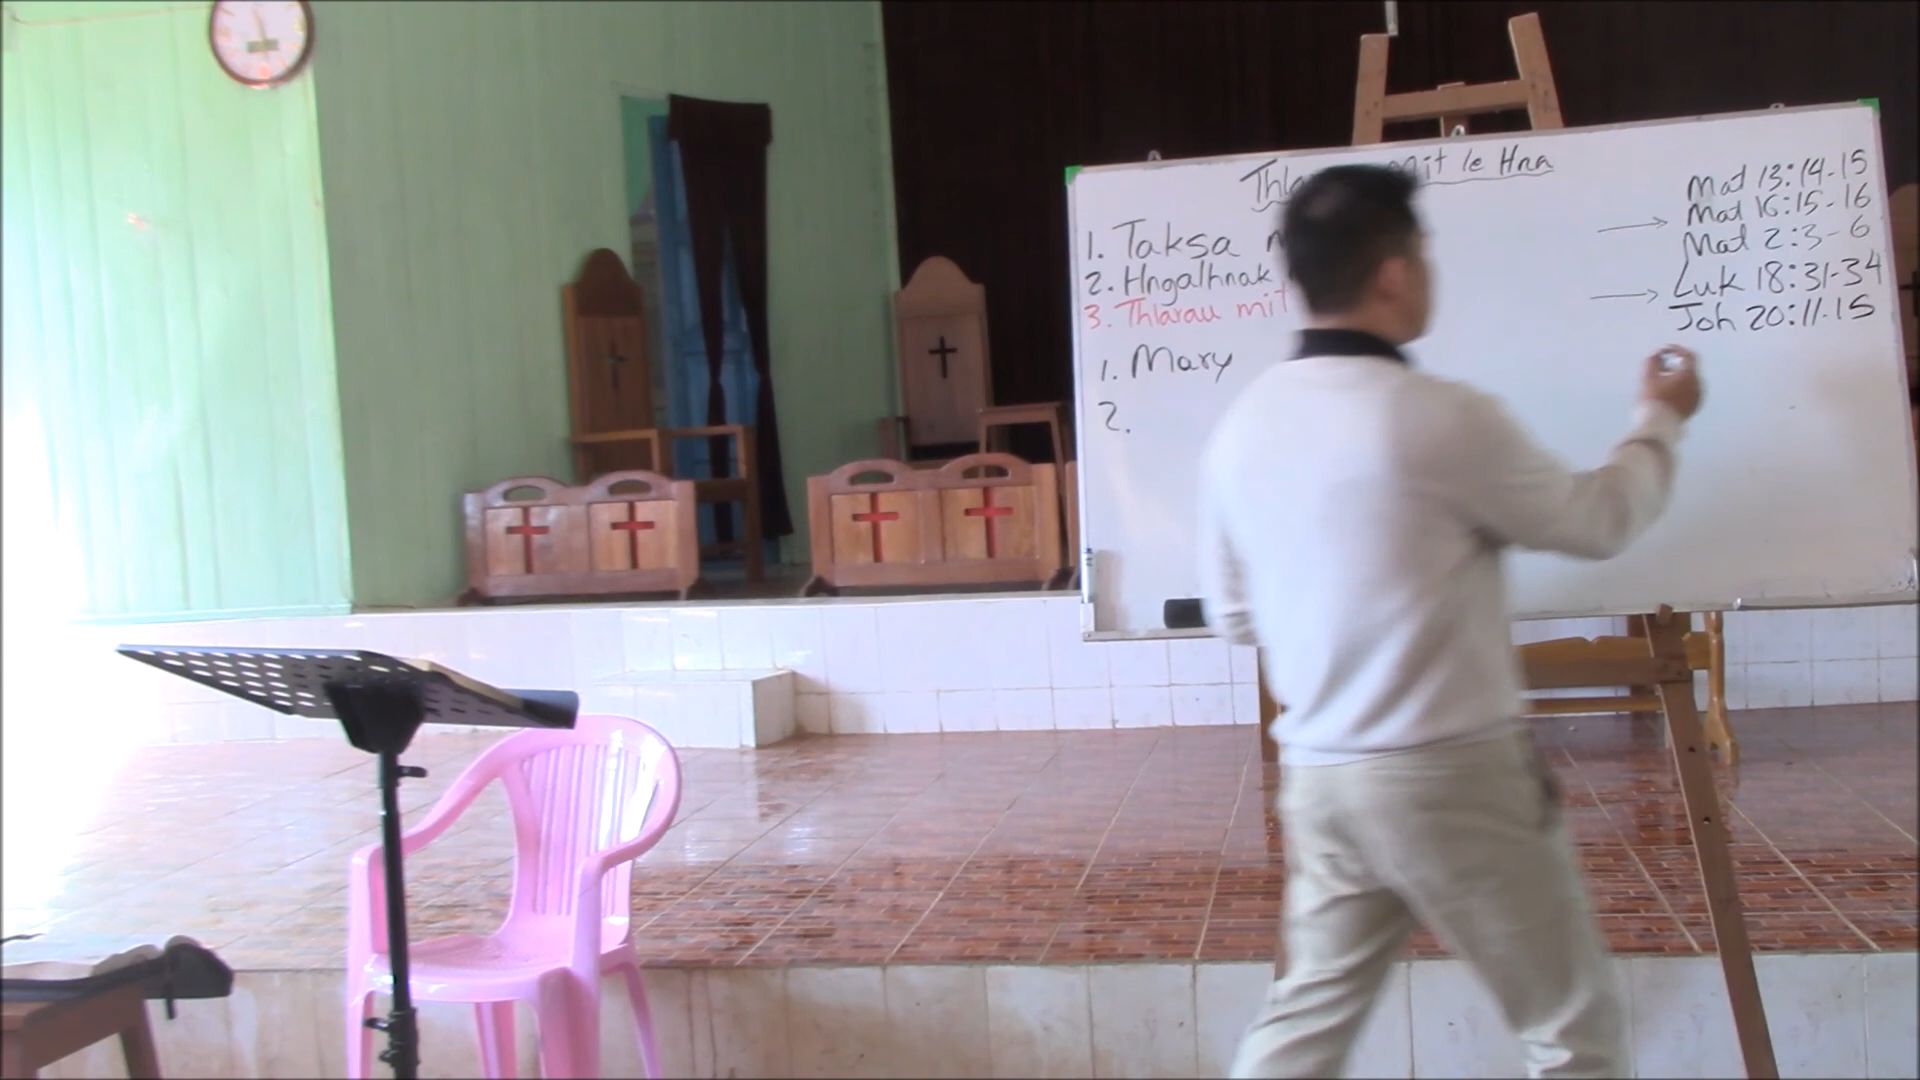 mit le Hna
1. Taksa
2. Hngalhnak
3. Thlarau mit
1. Mary
2.
Mat 13:14-15
→ Mat 16:15-16
Mat 2:3-6
→ Luk 18:31-34
Joh 20:11-15